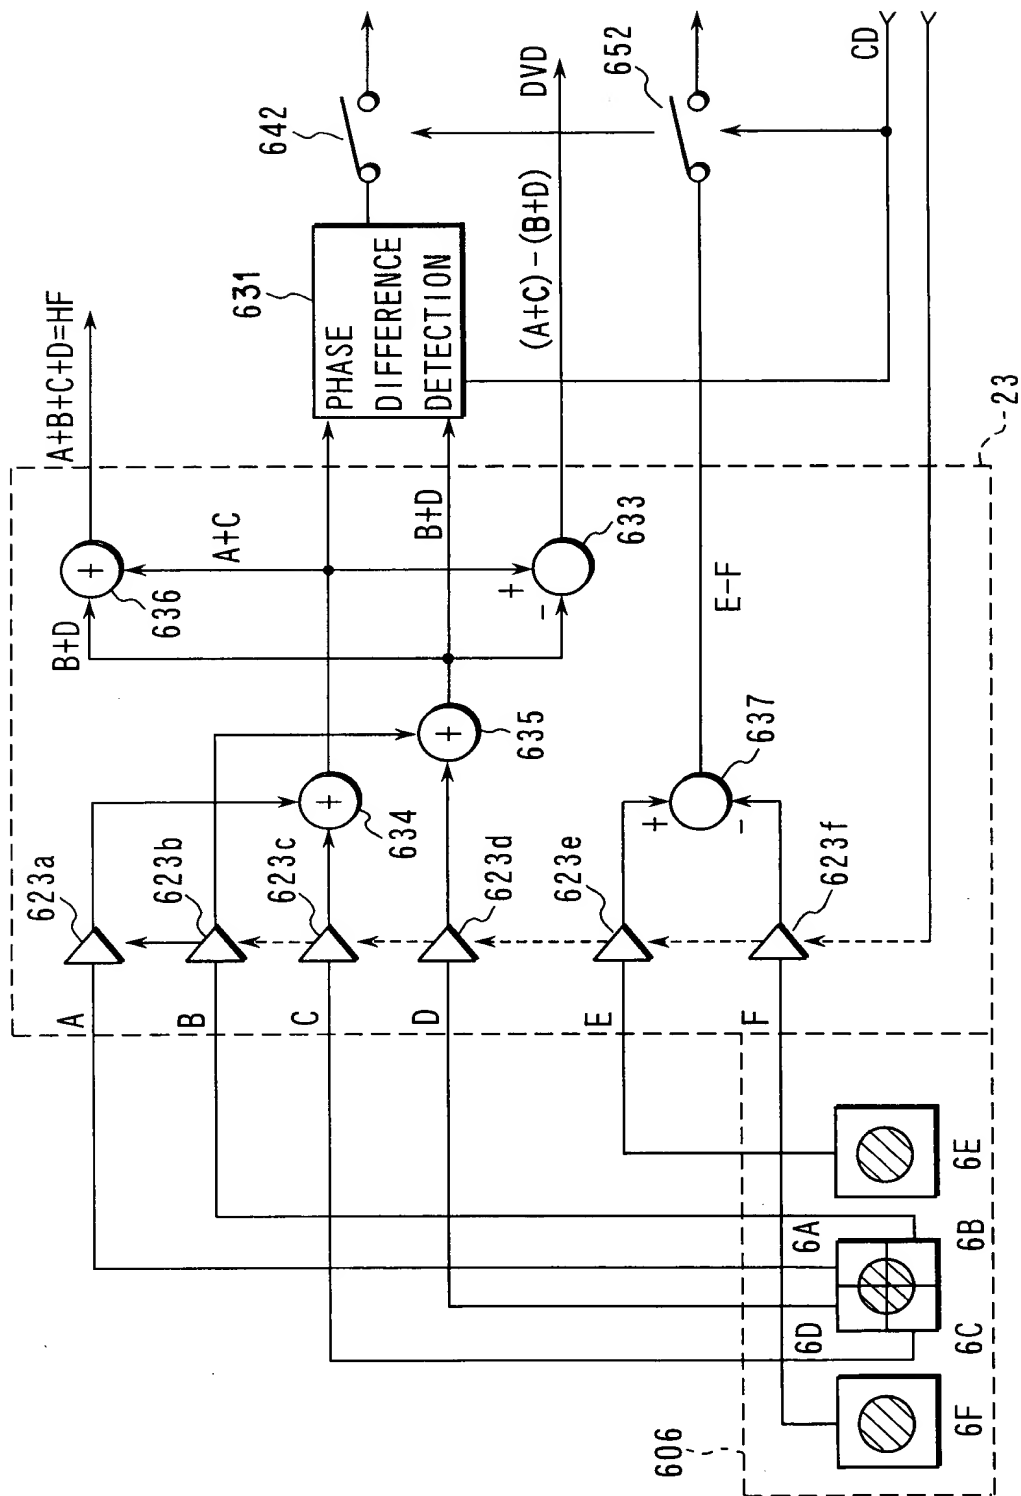 642
652
CD
DVD
(A+C)-(B+D)
A+B+C+D=HF
631
PHASE
DIFFERENCE
DETECTION
23
B+D
A+C
B+D
+
636
+
-
633
E-F
+
635
+
634
+
-
637
623a
623b
623c
623d
623e
623f
A
B
C
D
E
F
6E
6A
6B
6D
6C
6F
606